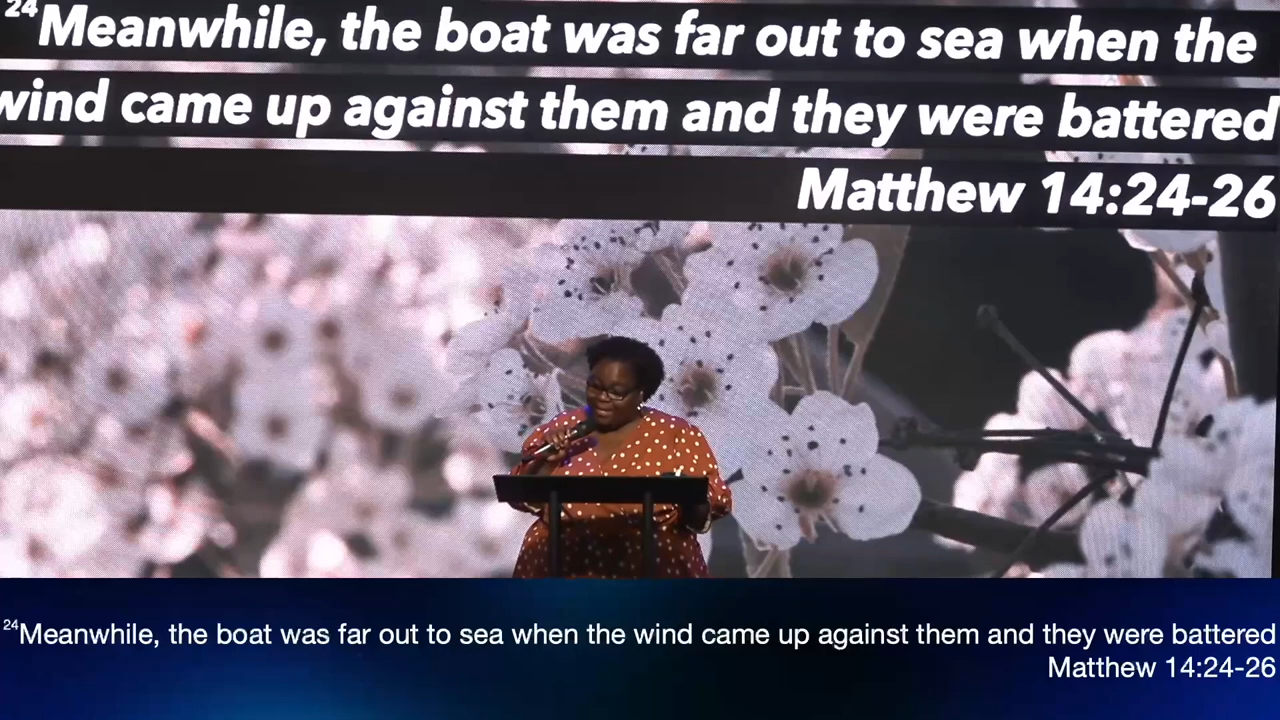 24Meanwhile, the boat was far out to sea when the
wind came up against them and they were battered
Matthew 14:24-26
24Meanwhile, the boat was far out to sea when the wind came up against them and they were battered
Matthew 14:24-26